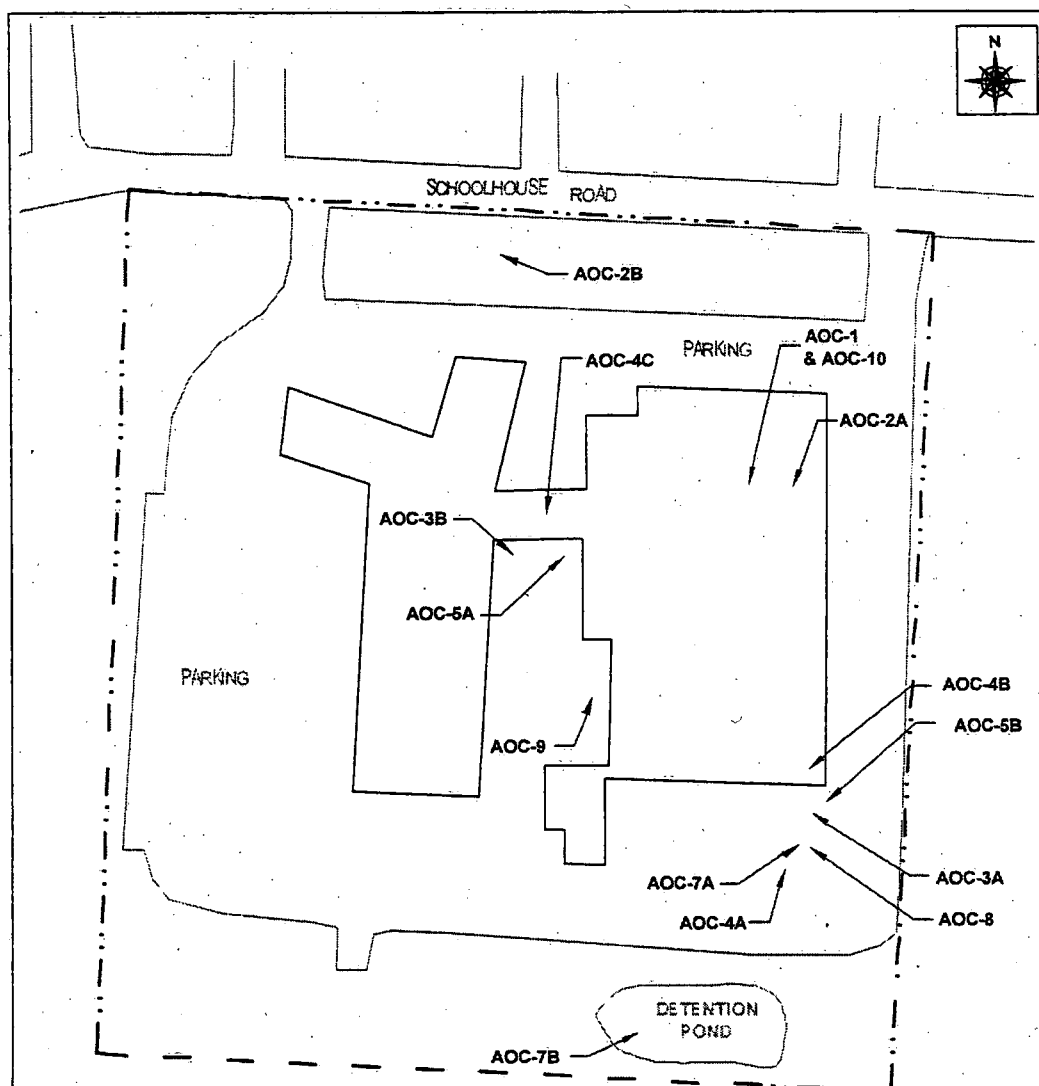 N
SCHOOLHOUSE ROAD
AOC-2B
PARKING
AOC-1
& AOC-10
AOC-4C
AOC-2A
AOC-3B
AOC-5A
PARKING
AOC-4B
AOC-5B
AOC-9
AOC-7A
AOC-3A
AOC-4A
AOC-8
DETENTION
POND
AOC-7B